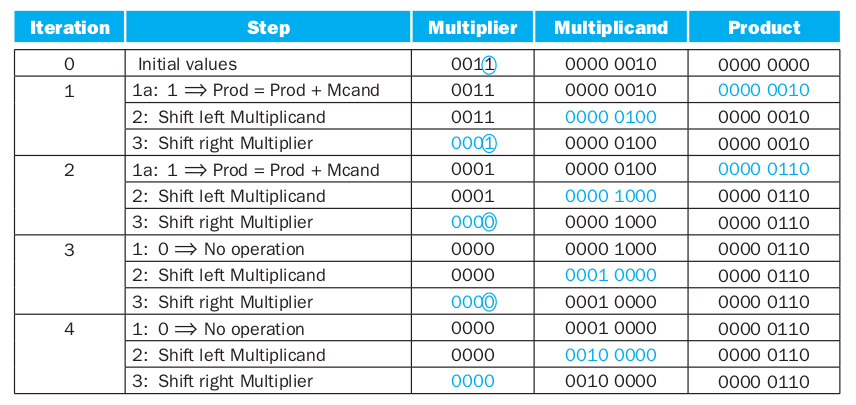 Iteration Step Multiplier Multiplicand Product
0 Initial values 0011 0000 0010 0000 0000
1 1a: 1 ⇒ Prod = Prod + Mcand 0011 0000 0010 0000 0010
2: Shift left Multiplicand 0011 0000 0100 0000 0010
3: Shift right Multiplier 0001 0000 0100 0000 0010
2 1a: 1 ⇒ Prod = Prod + Mcand 0001 0000 0100 0000 0110
2: Shift left Multiplicand 0001 0000 1000 0000 0110
3: Shift right Multiplier 0000 0000 1000 0000 0110
3 1: 0 ⇒ No operation 0000 0000 1000 0000 0110
2: Shift left Multiplicand 0000 0001 0000 0000 0110
3: Shift right Multiplier 0000 0001 0000 0000 0110
4 1: 0 ⇒ No operation 0000 0001 0000 0000 0110
2: Shift left Multiplicand 0000 0010 0000 0000 0110
3: Shift right Multiplier 0000 0010 0000 0000 0110